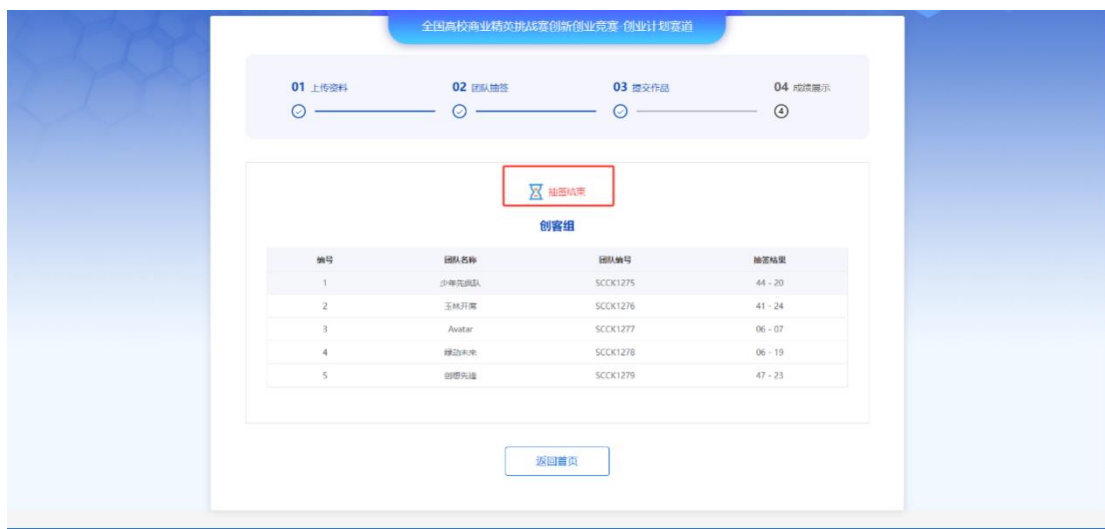 全国高校商业精英挑战赛创新创业竞赛-创业计划赛道
01 上传资料 02 团队抽签 03 提交作品 04 成绩展示
4
抽签结束
创客组
编号 团队名称 团队编号 抽签结果
1 少年先疯队 SCCK1275 44 - 20
2 玉林开席 SCCK1276 41 - 24
3 Avatar SCCK1277 06 - 07
4 绿动未来 SCCK1278 06 - 19
5 创想先锋 SCCK1279 47 - 23
返回首页